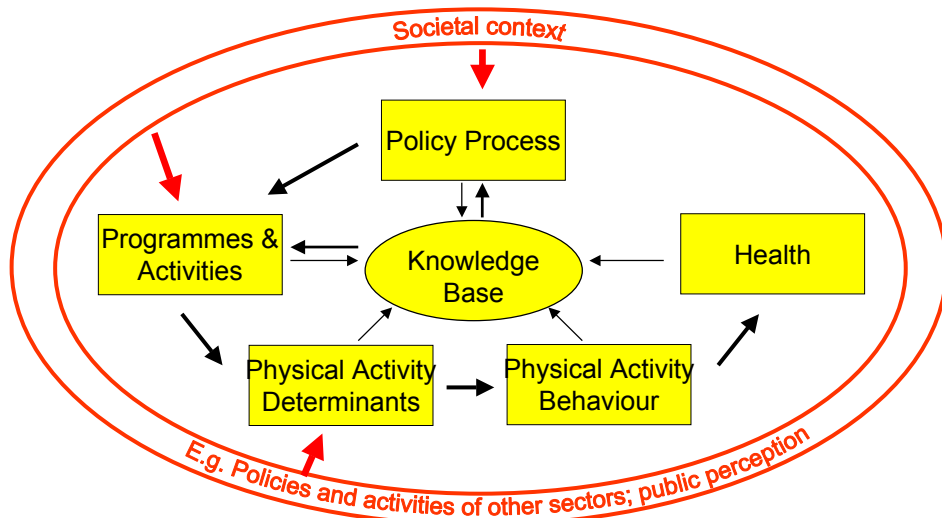 Societal context
Policy Process
Programmes &
Activities
Knowledge
Base
Health
Physical Activity
Determinants
Physical Activity
Behaviour
E.g. Policies and activities of other sectors; public perception